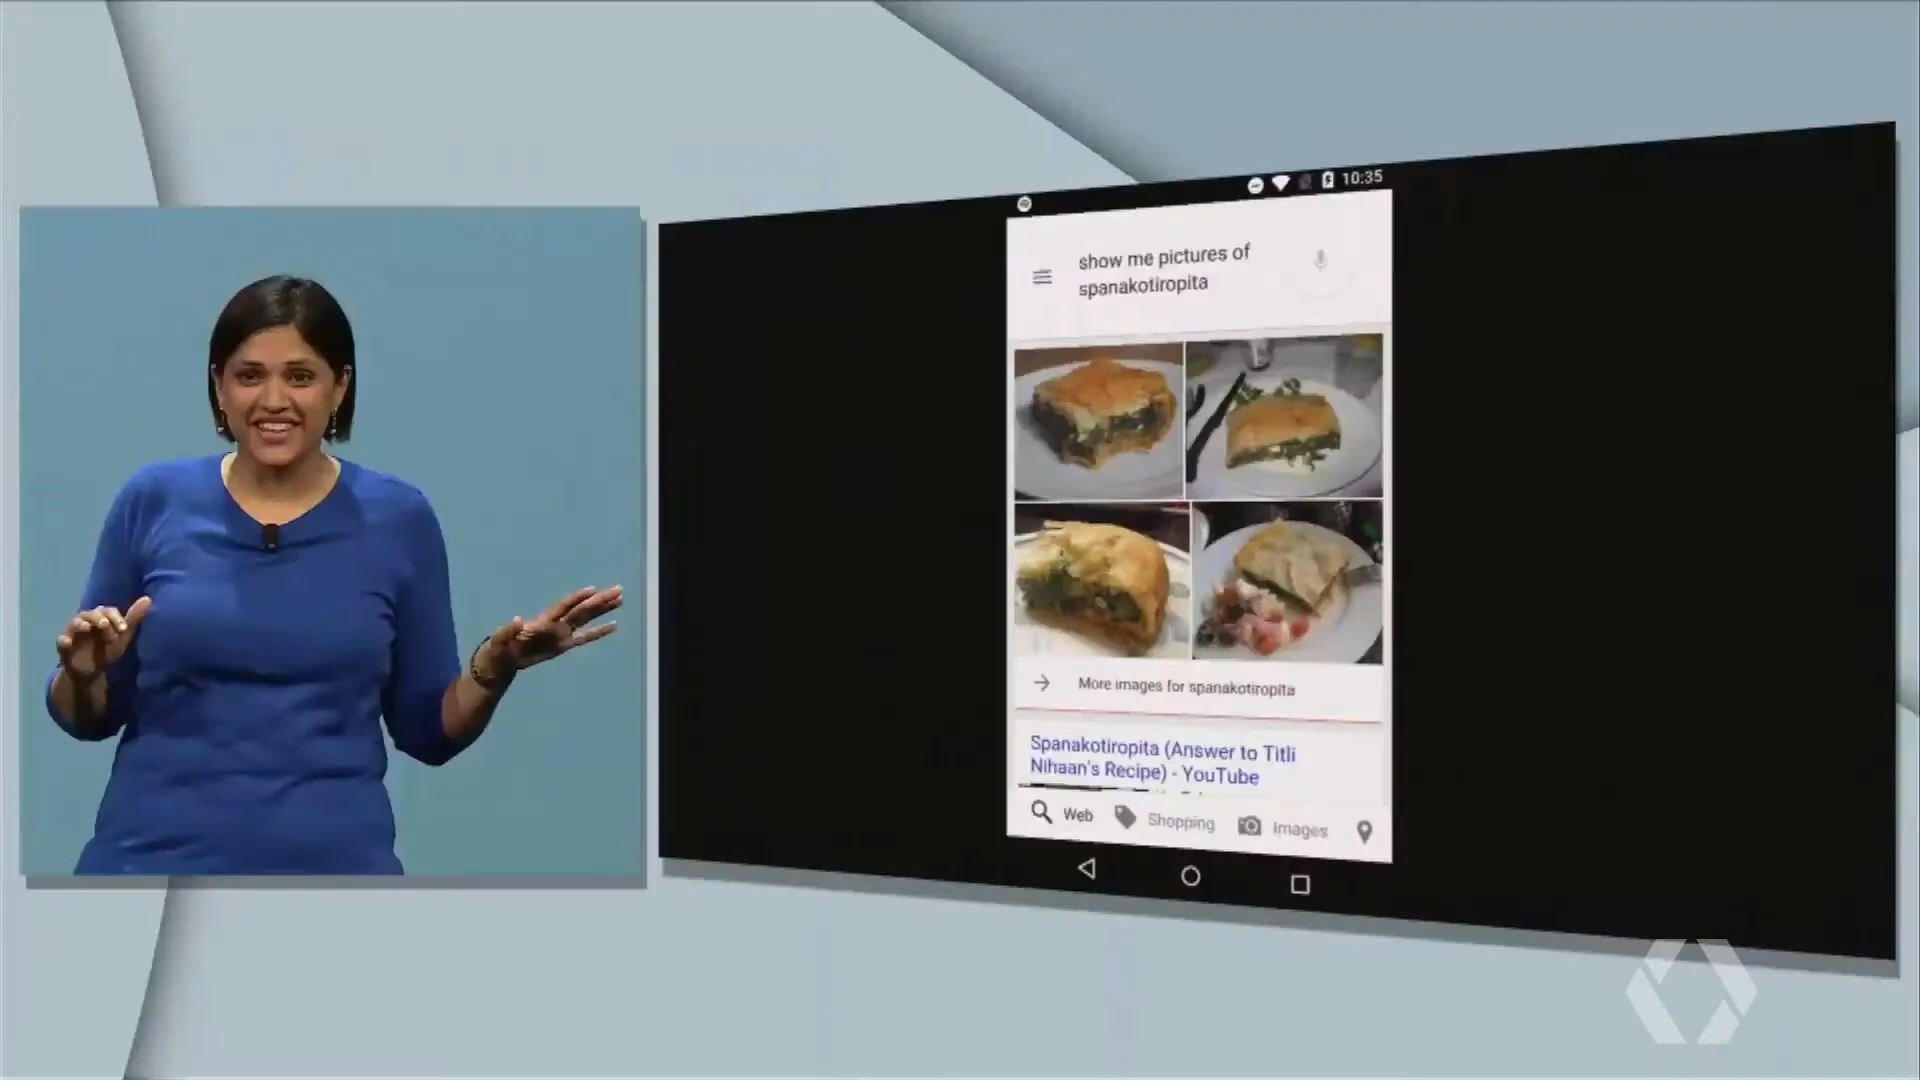 10:35
show me pictures of
spanakotiropita
More images for spanakotiropita
Spanakotiropita (Answer to Titli
Nihaan's Recipe) - YouTube
Web Shopping Images